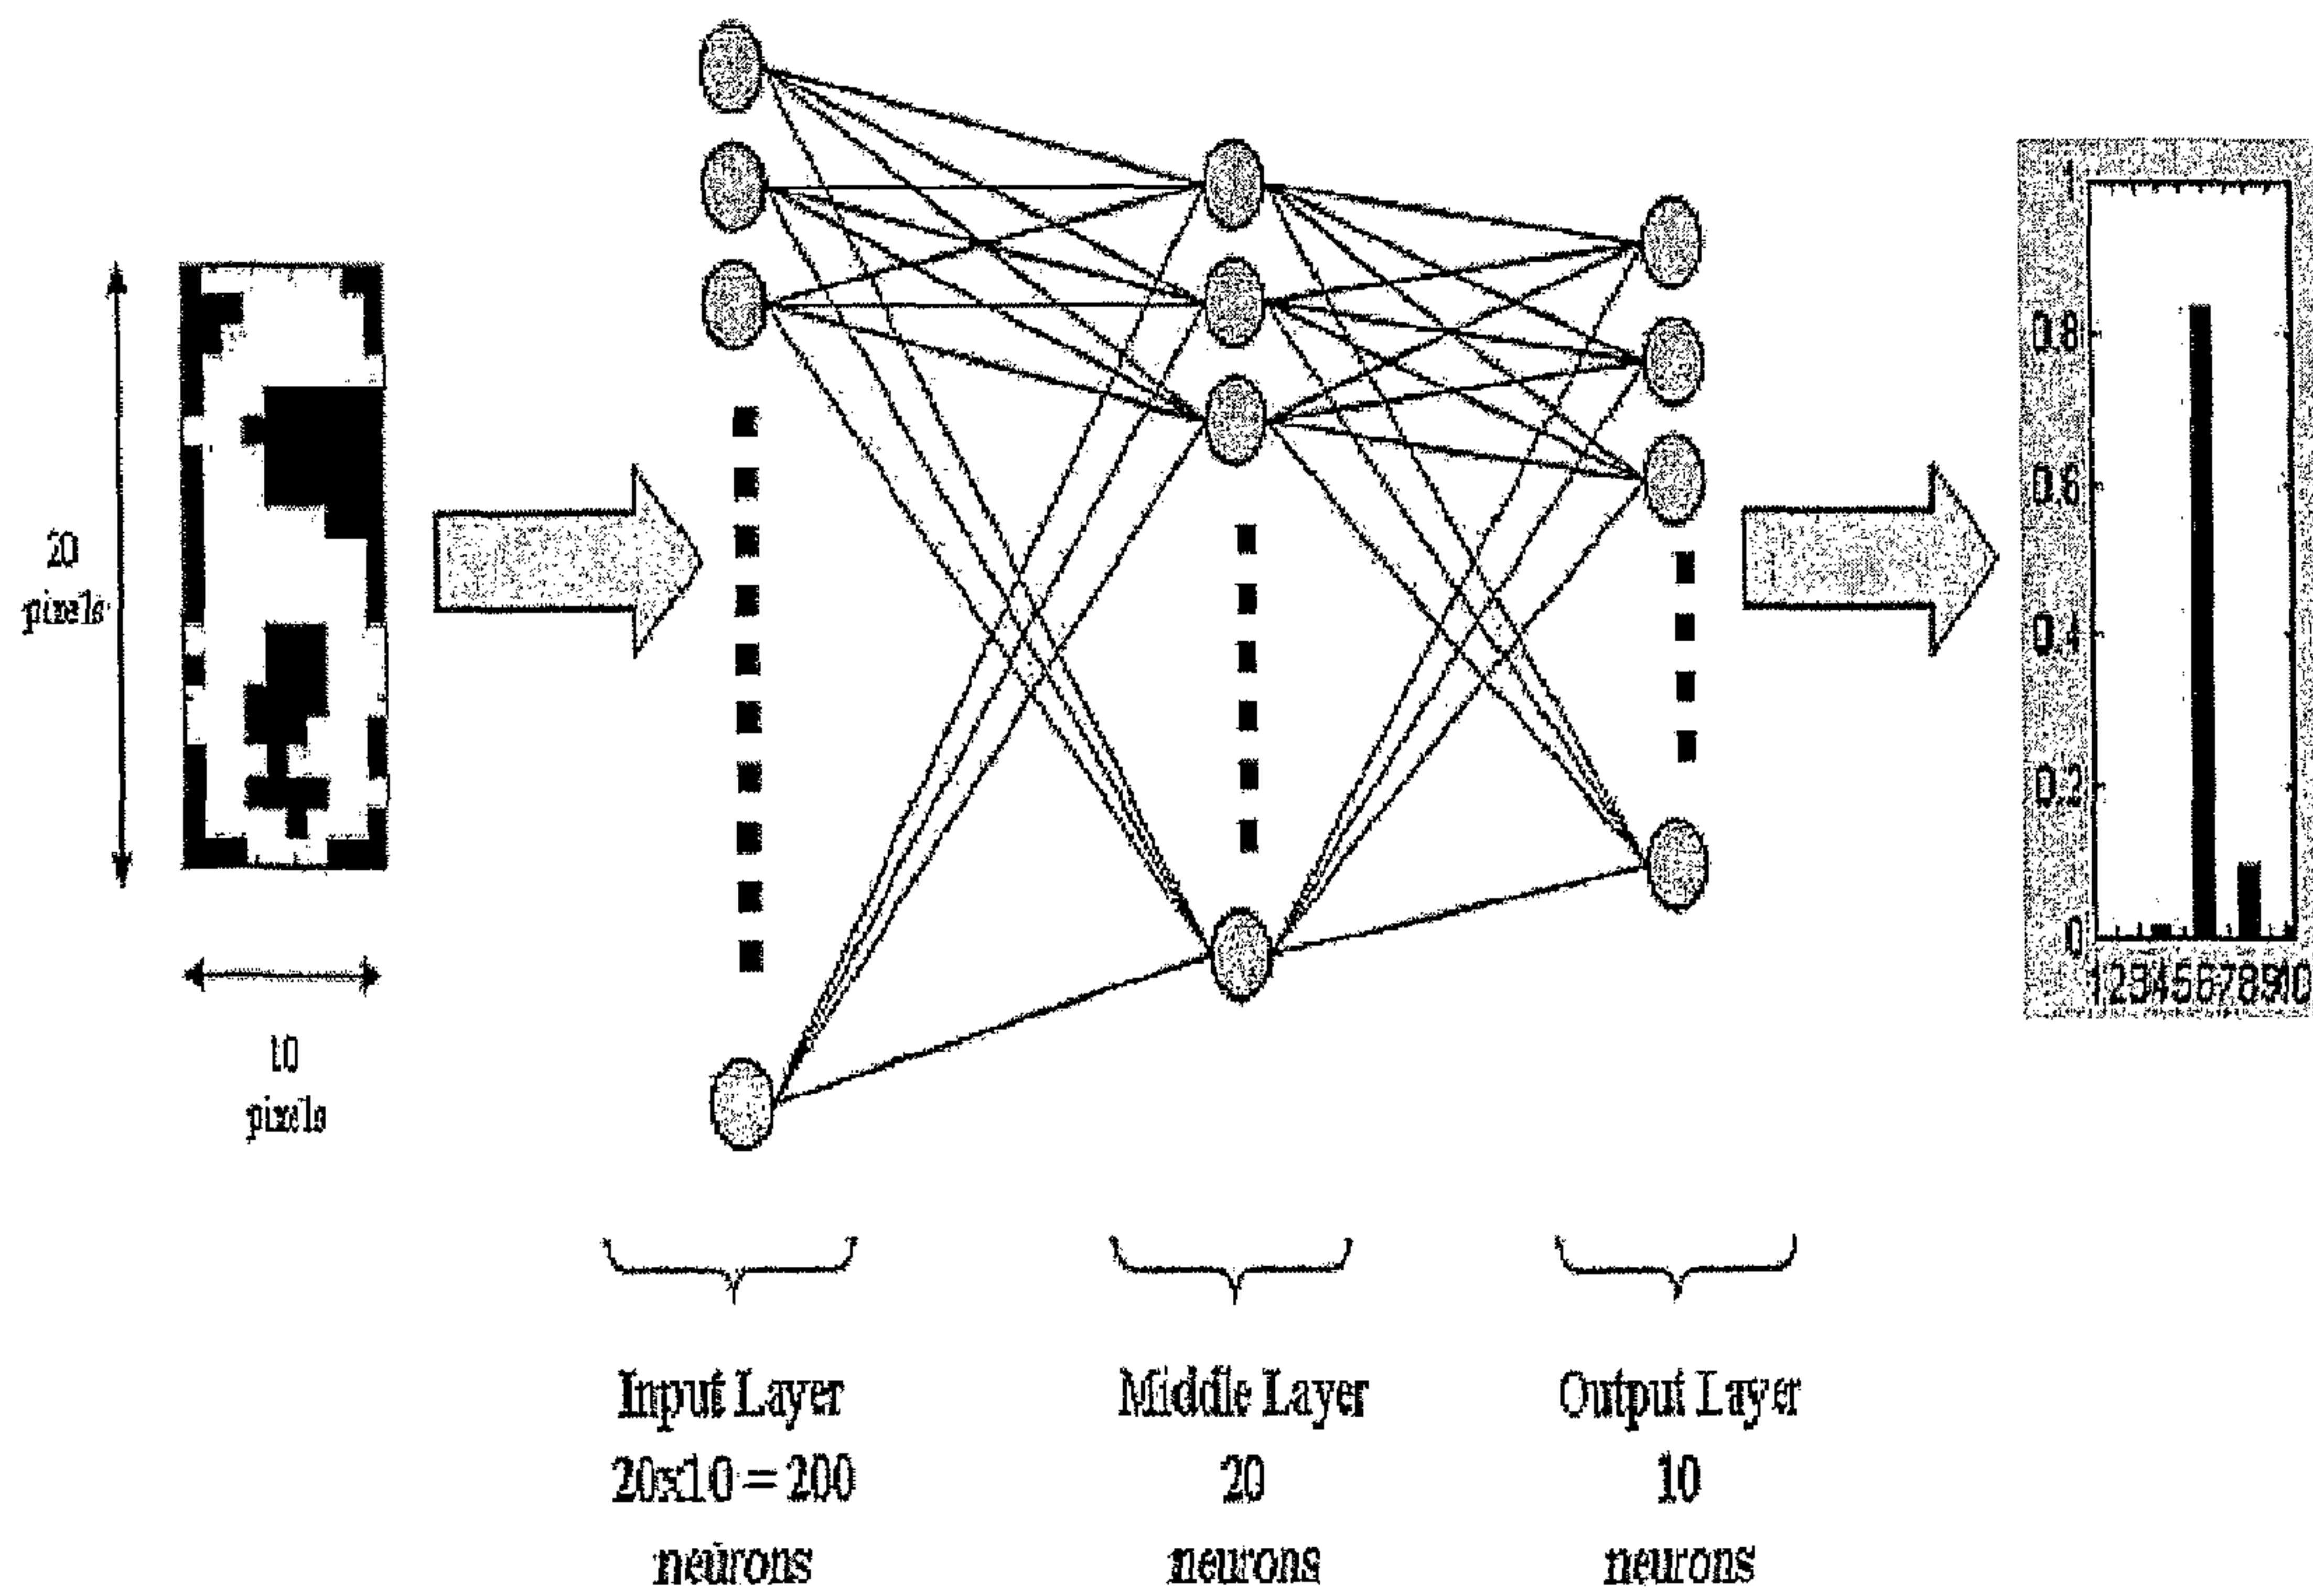 20
pixels
10
pixels
1
0.8
0.6
0.4
0.2
0
12345678910
Input Layer
20x10 = 200
neurons
Middle Layer
20
neurons
Output Layer
10
neurons